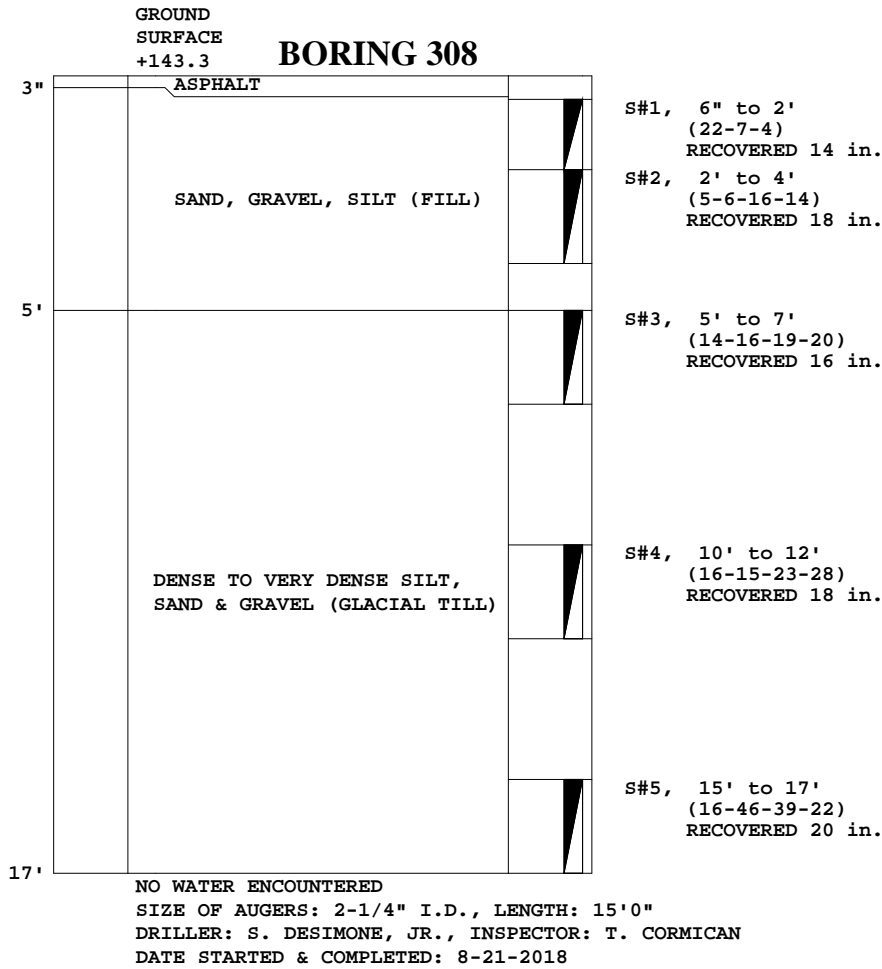 GROUND
SURFACE
+143.3
BORING 308
3"
ASPHALT
S#1, 6" to 2'
(22-7-4)
RECOVERED 14 in.
S#2, 2' to 4'
(5-6-16-14)
RECOVERED 18 in.
SAND, GRAVEL, SILT (FILL)
5'
S#3, 5' to 7'
(14-16-19-20)
RECOVERED 16 in.
S#4, 10' to 12'
(16-15-23-28)
RECOVERED 18 in.
DENSE TO VERY DENSE SILT,
SAND & GRAVEL (GLACIAL TILL)
S#5, 15' to 17'
(16-46-39-22)
RECOVERED 20 in.
17'
NO WATER ENCOUNTERED
SIZE OF AUGERS: 2-1/4" I.D., LENGTH: 15'0"
DRILLER: S. DESIMONE, JR., INSPECTOR: T. CORMICAN
DATE STARTED & COMPLETED: 8-21-2018